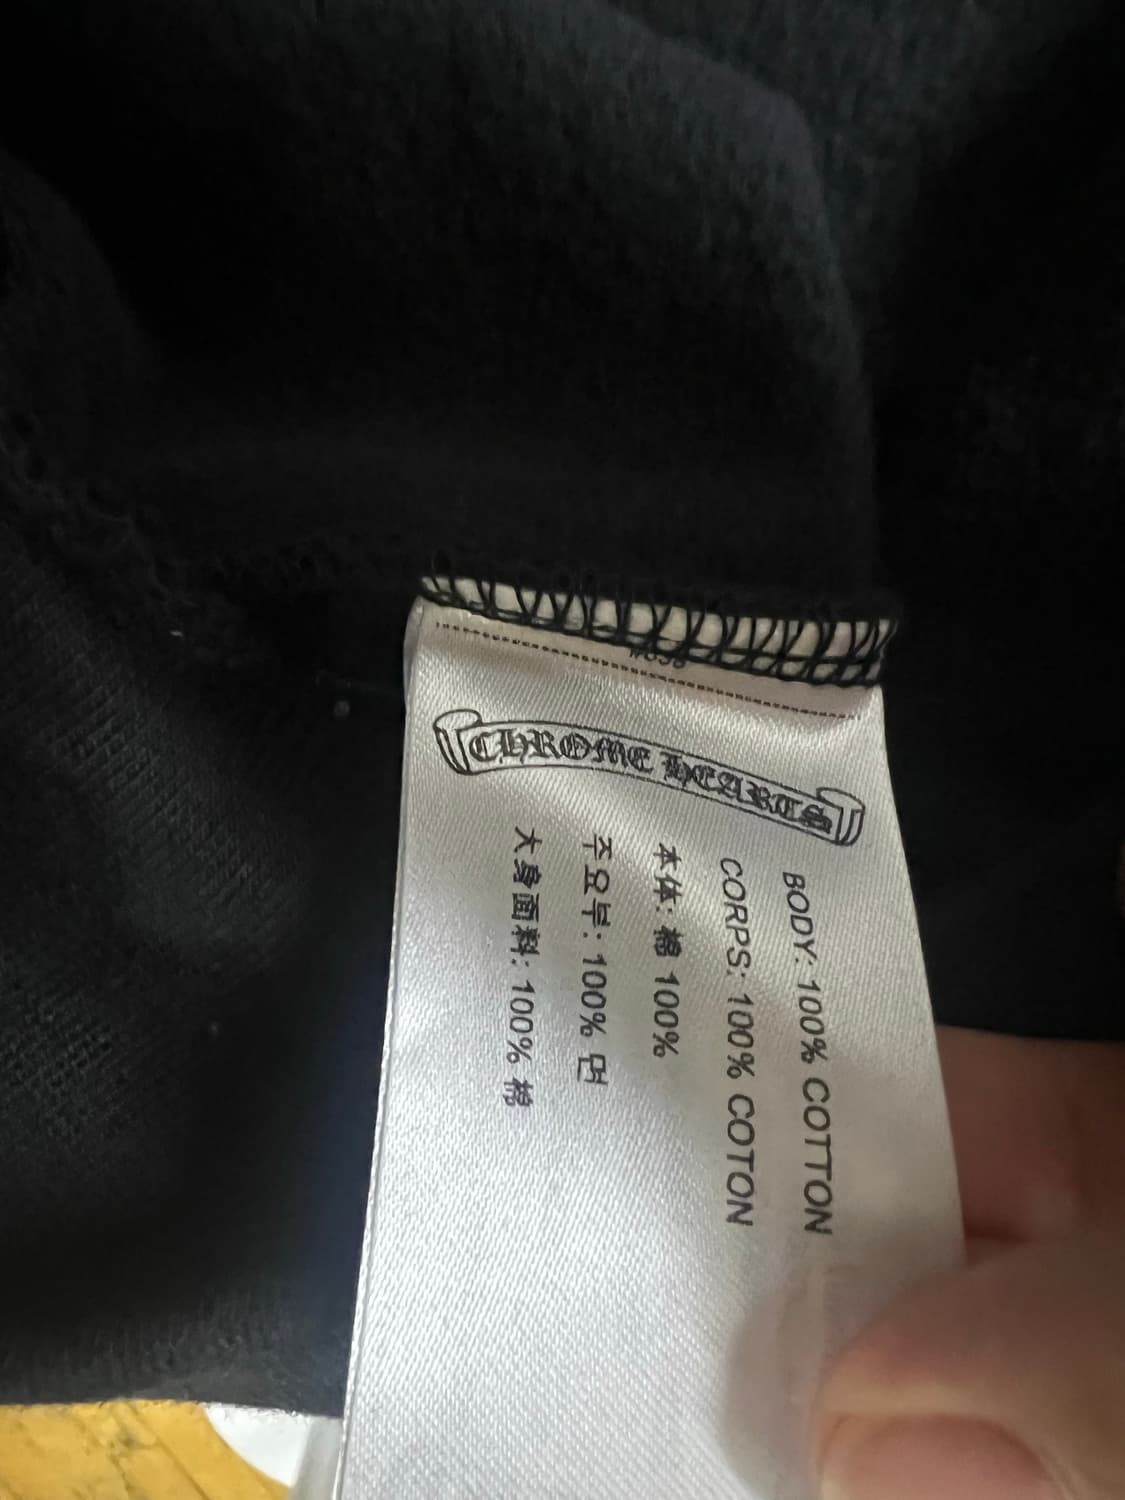 CHROME HEARTS
BODY: 100% COTTON
CORPS: 100% COTON
本体: 棉 100%
주요부: 100% 면
大身面料: 100% 棉